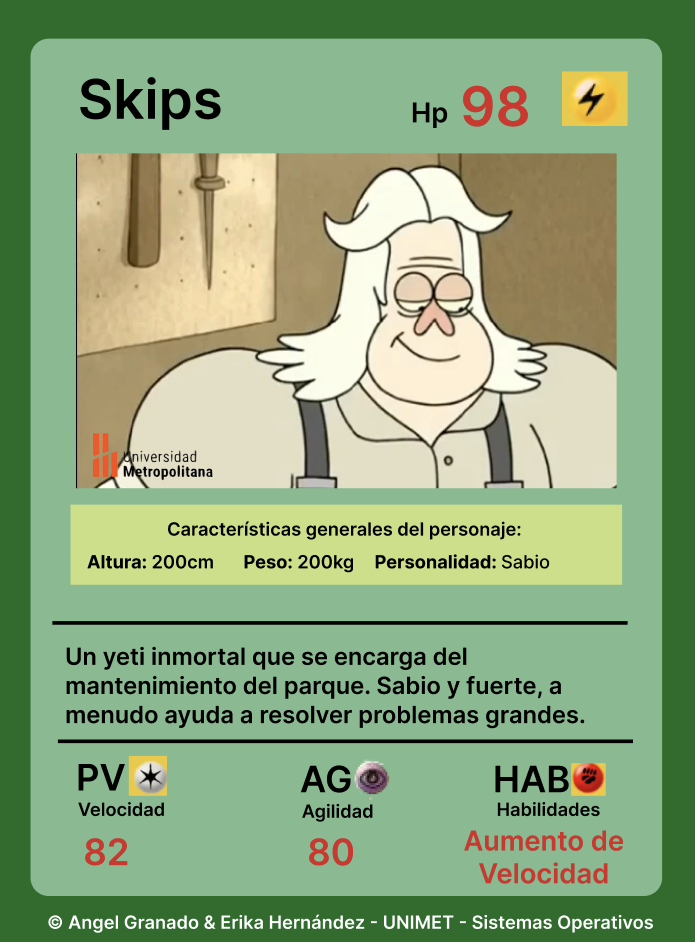 Skips
Hp 98
Universidad
Metropolitana
Características generales del personaje:
Altura: 200cm Peso: 200kg Personalidad: Sabio
Un yeti inmortal que se encarga del
mantenimiento del parque. Sabio y fuerte, a
menudo ayuda a resolver problemas grandes.
PV AG HAB
Velocidad Agilidad Habilidades
82 80 Aumento de
Velocidad
© Angel Granado & Erika Hernández - UNIMET - Sistemas Operativos